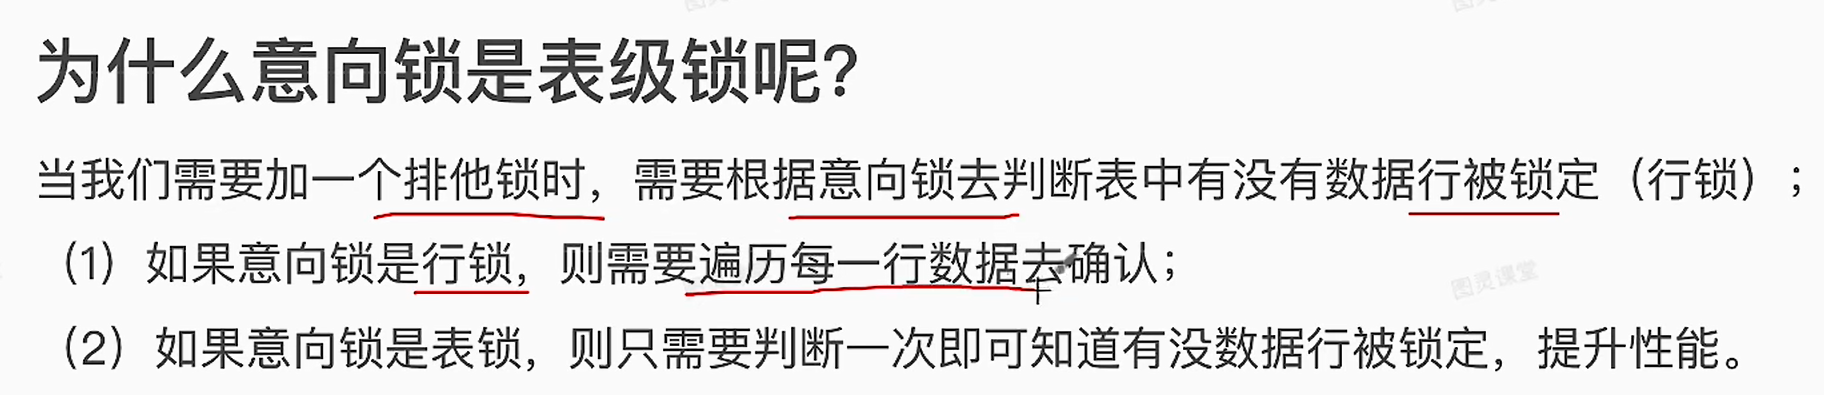 为什么意向锁是表级锁呢？
当我们需要加一个排他锁时，需要根据意向锁去判断表中有没有数据行被锁定（行锁）；
（1）如果意向锁是行锁，则需要遍历每一行数据去确认；
图灵课堂
（2）如果意向锁是表锁，则只需要判断一次即可知道有没数据行被锁定，提升性能。